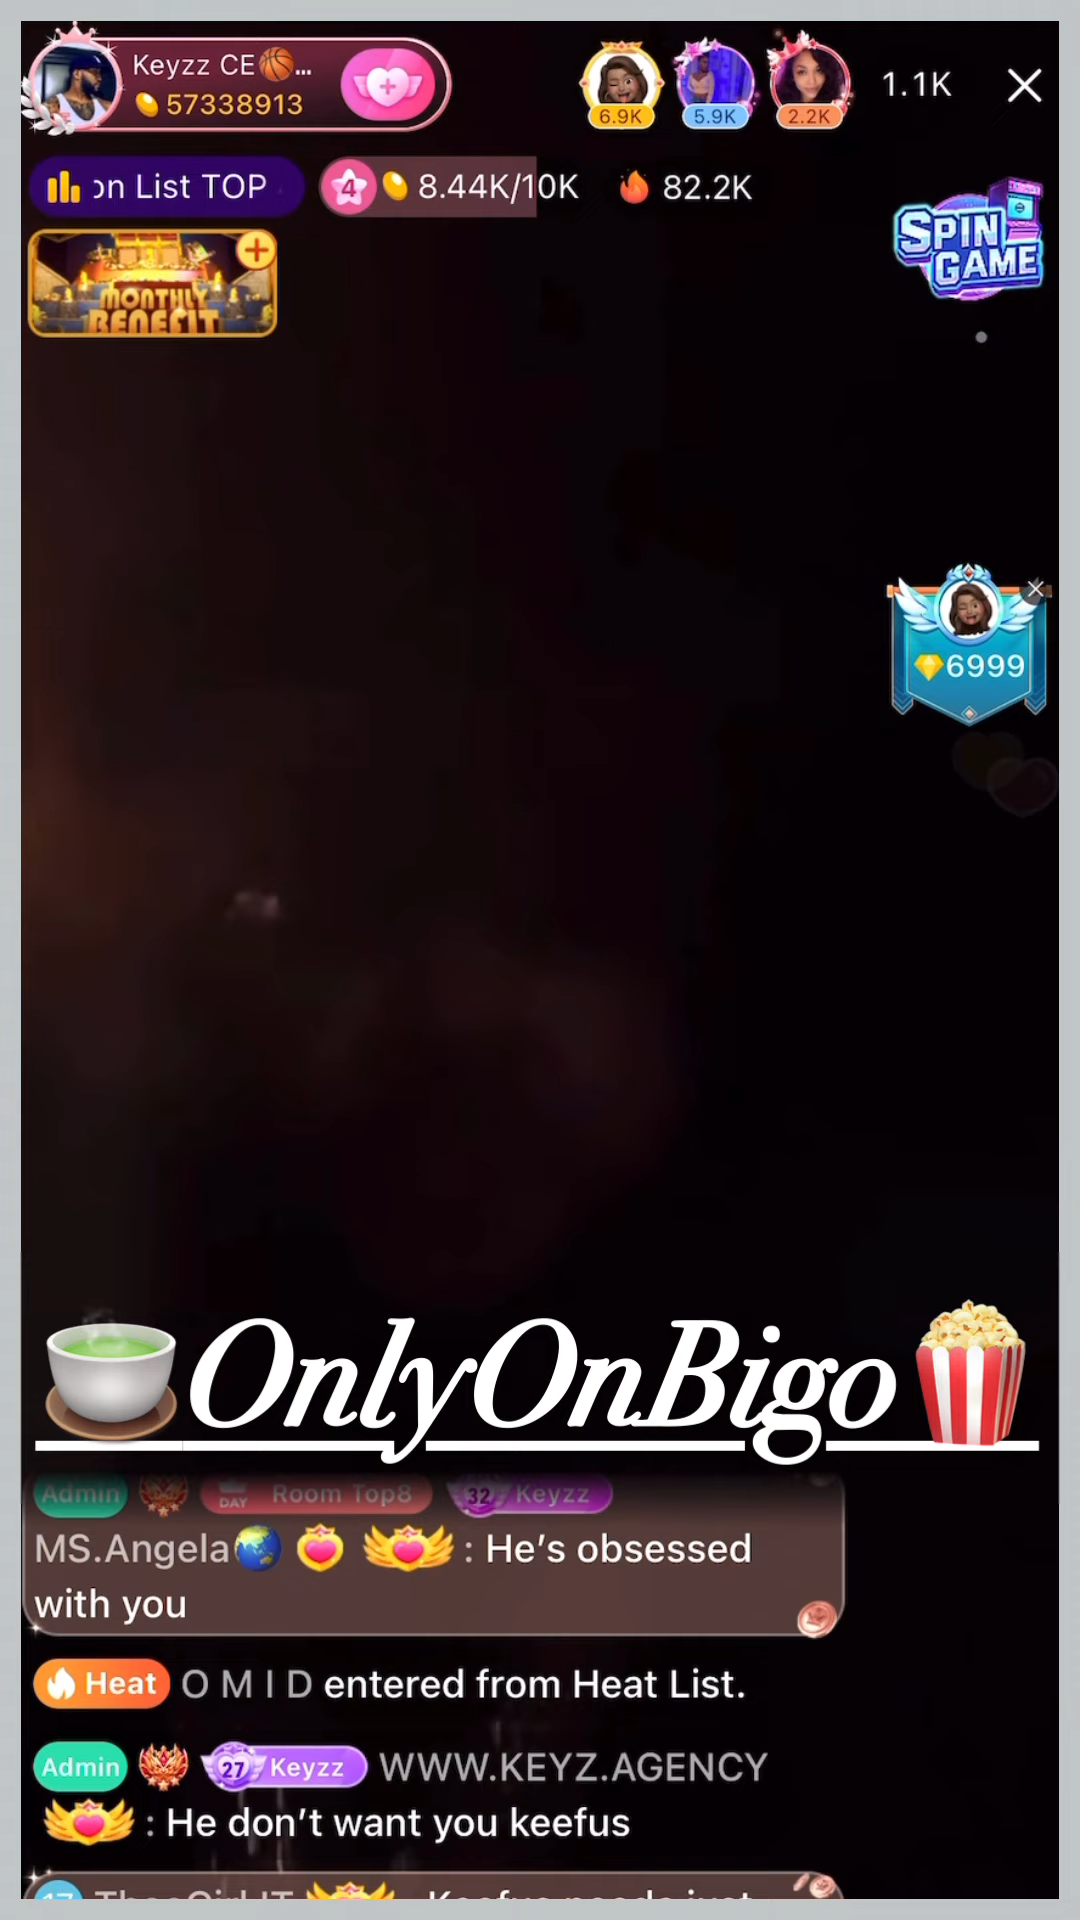 Keyzz CE🏀...
57338913
6.9K
5.9K
2.2K
1.1K
on List TOP
4
8.44K/10K
82.2K
SPIN GAME
MONTHLY
BENEFIT
6999
🍵OnlyOnBigo🍿
Admin DAY Room Top8 32 Keyzz
MS.Angela🌏 : He’s obsessed
with you
Heat O M I D entered from Heat List.
Admin 27 Keyzz WWW.KEYZ.AGENCY
: He don’t want you keefus